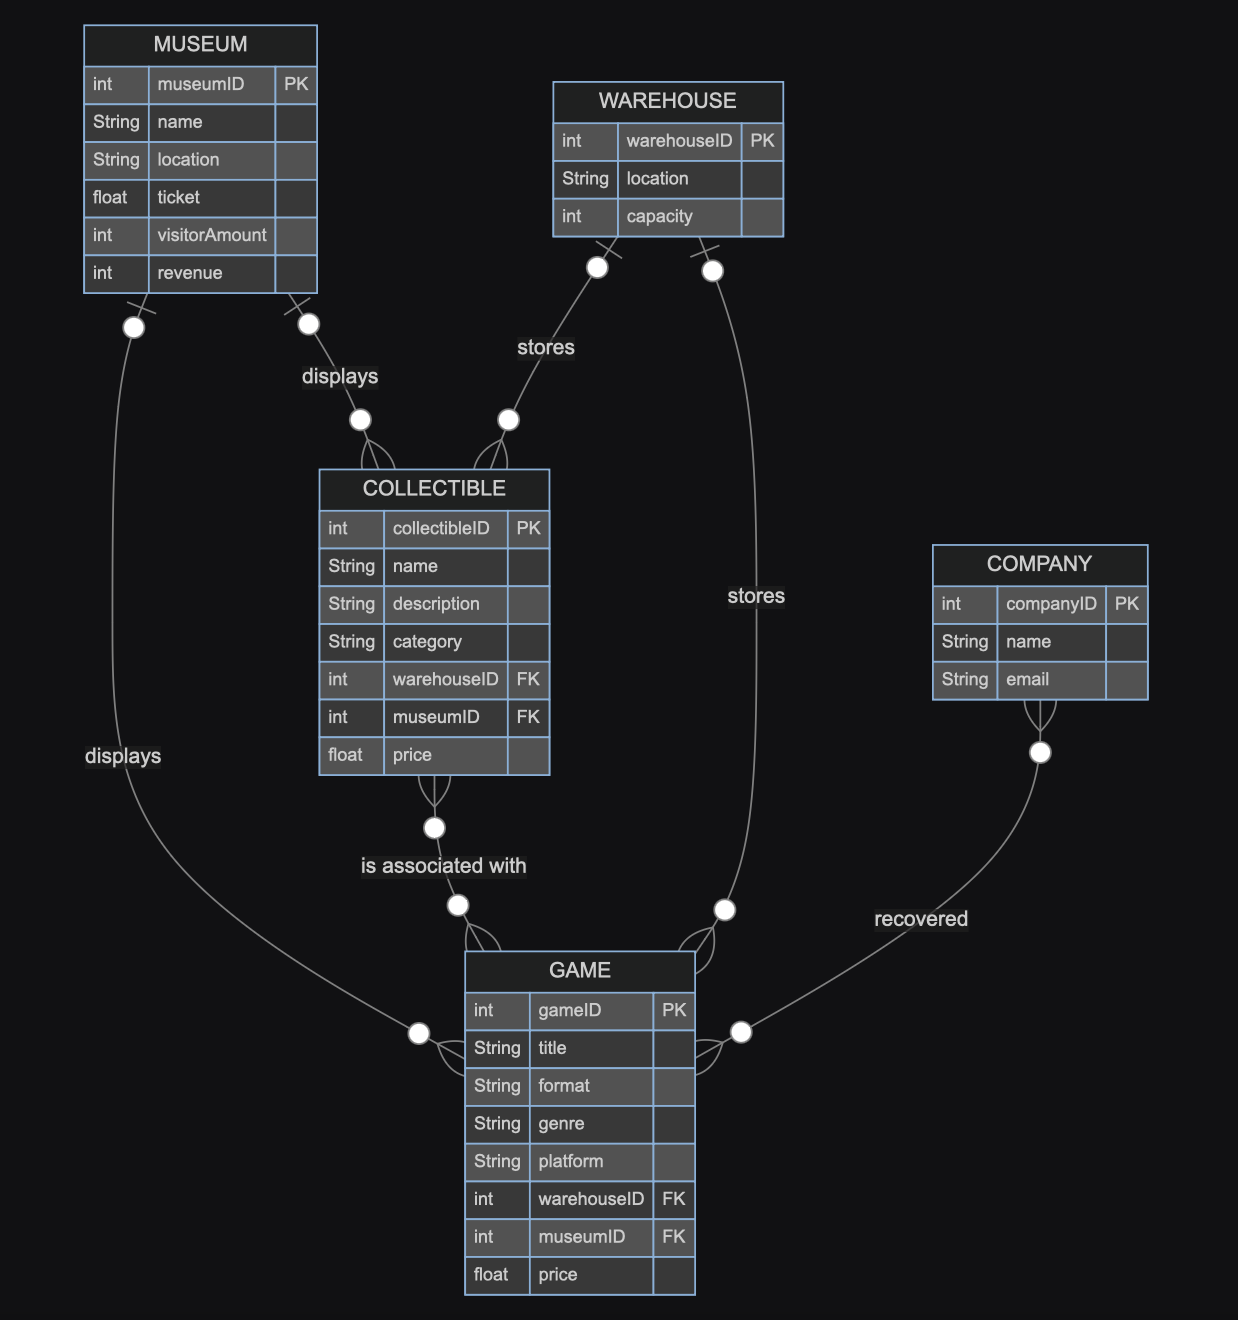 MUSEUM
int museumID PK
String name
String location
float ticket
int visitorAmount
int revenue
WAREHOUSE
int warehouseID PK
String location
int capacity
displays
stores
COLLECTIBLE
int collectibleID PK
String name
String description
String category
int warehouseID FK
int museumID FK
float price
stores
COMPANY
int companyID PK
String name
String email
displays
is associated with
recovered
GAME
int gameID PK
String title
String format
String genre
String platform
int warehouseID FK
int museumID FK
float price